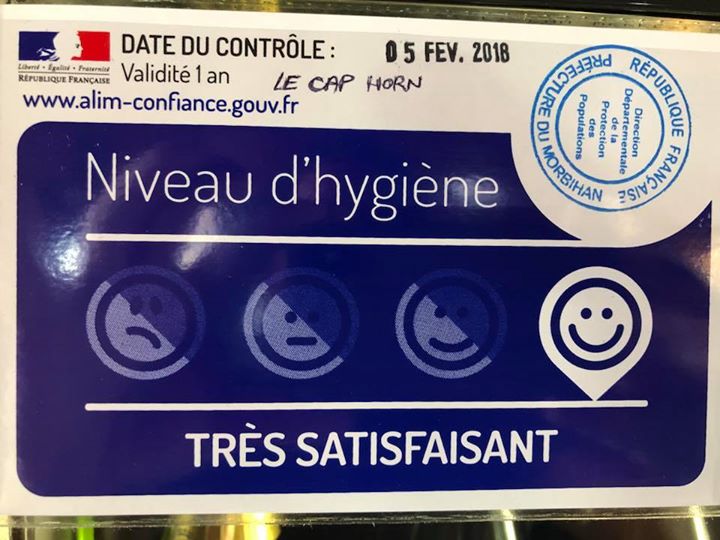 Liberté • Égalité • Fraternité
RÉPUBLIQUE FRANÇAISE
DATE DU CONTRÔLE : 05 FEV. 2018
Validité 1 an LE CAP HORN
www.alim-confiance.gouv.fr
RÉPUBLIQUE FRANÇAISE
PRÉFECTURE DU MORBIHAN
Direction
Départementale
de la
Protection
des
Populations
Niveau d'hygiène
TRÈS SATISFAISANT